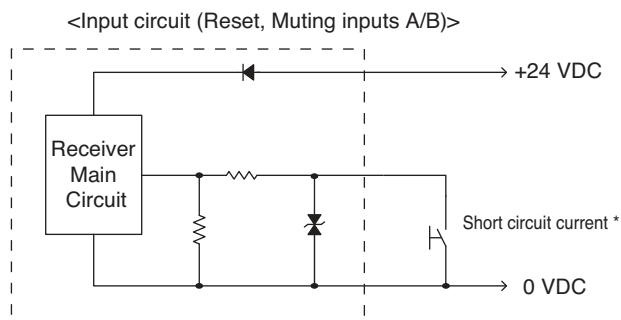 <Input circuit (Reset, Muting inputs A/B)>
+24 VDC
Receiver
Main
Circuit
Short circuit current *
0 VDC